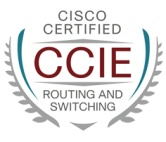 CISCO
CERTIFIED
CCIE
ROUTING AND
SWITCHING